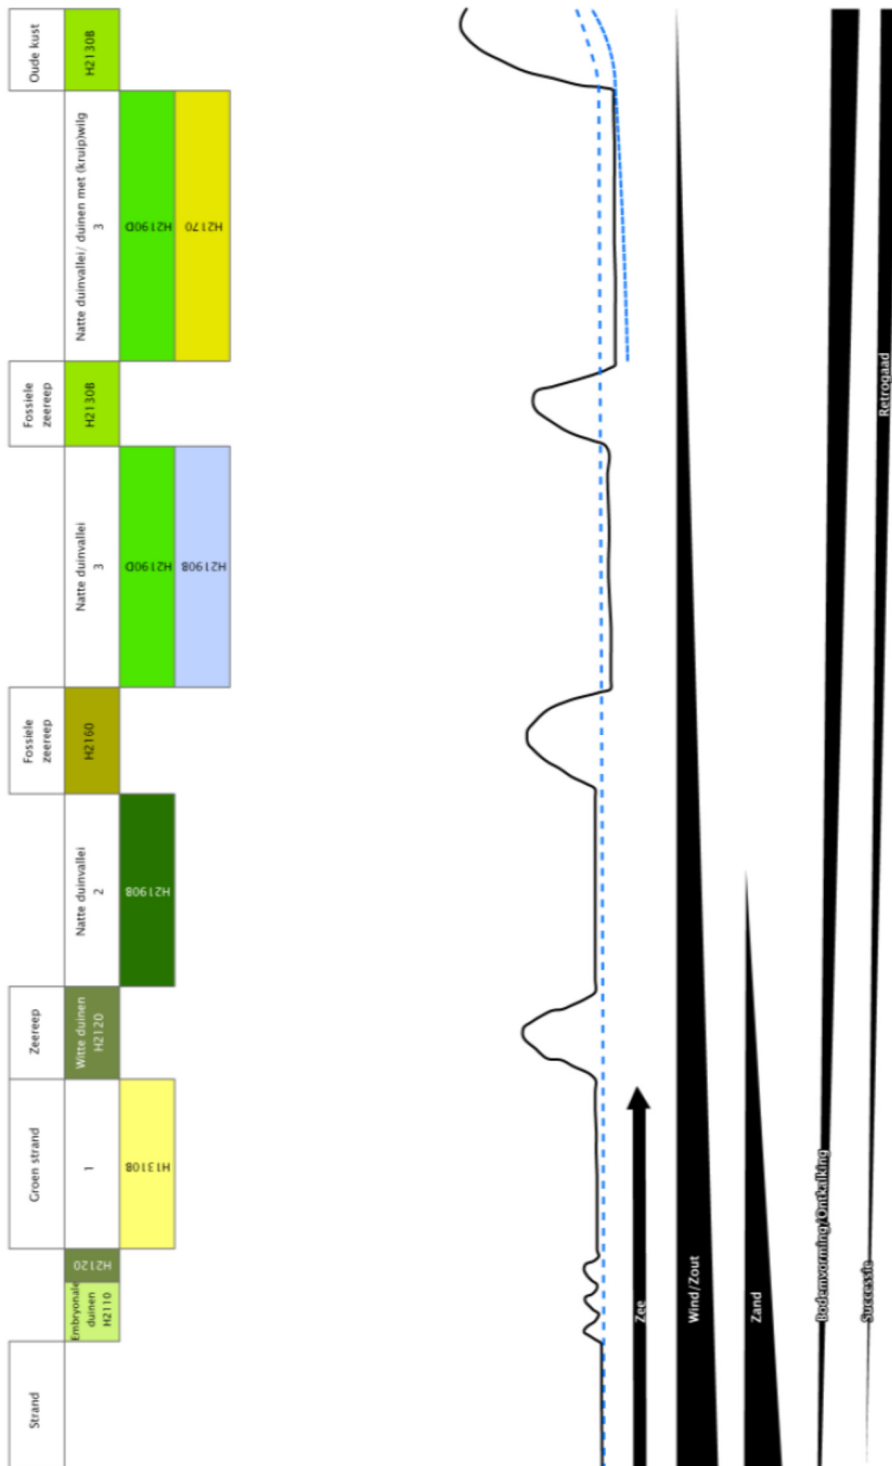 Strand
Embryonale
duinen
H2110
H2120
Groen strand
1
H1310B
Zeereep
Witte duinen
H2120
Natte duinvallei
2
H2190B
Fossiele
zeereep
H2160
Natte duinvallei
3
H2190D
H2190B
Fossiele
zeereep
H2130B
Natte duinvallei/ duinen met (kruip)wilg
3
H2190D
H2170
Oude kust
H2130B
Zee
Wind/Zout
Zand
Bodemvorming/Ontkalking
Successie
Retrogaad